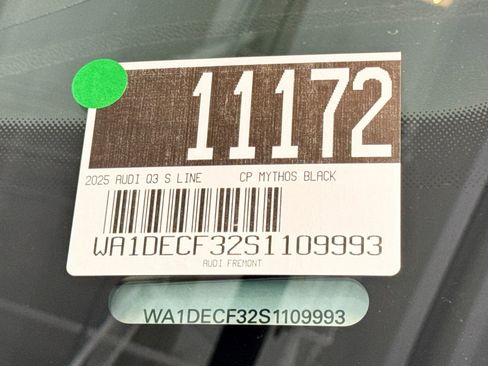 11172
2025 AUDI Q3 S LINE CP MYTHOS BLACK
WA1DECF32S1109993
AUDI FREMONT
WA1DECF32S1109993